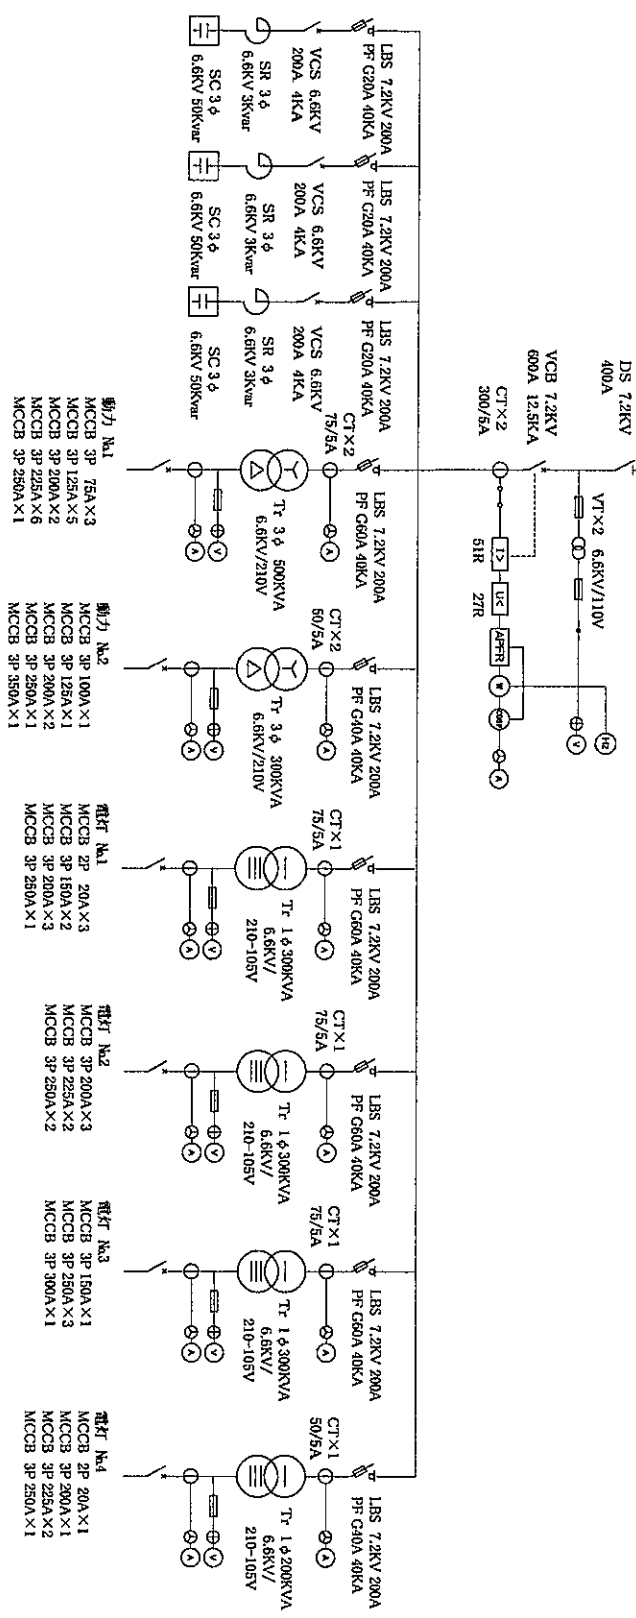 DS 7.2KV
400A
VCB 7.2KV
600A 12.5KA
CT×2
300/5A
VT×2 6.6KV/110V
Hz
V
I>
51R
U<
27R
APFR
W
COSφ
A
LBS 7.2KV 200A
PF G20A 40KA
VCS 6.6KV
200A 4KA
SR 3φ
6.6KV 3Kvar
SC 3φ
6.6KV 50Kvar
LBS 7.2KV 200A
PF G20A 40KA
VCS 6.6KV
200A 4KA
SR 3φ
6.6KV 3Kvar
SC 3φ
6.6KV 50Kvar
LBS 7.2KV 200A
PF G20A 40KA
VCS 6.6KV
200A 4KA
SR 3φ
6.6KV 3Kvar
SC 3φ
6.6KV 50Kvar
LBS 7.2KV 200A
PF G60A 40KA
CT×2
75/5A
A
Tr 3φ 500KVA
6.6KV/210V
V
A
動力 No.1
MCCB 3P 75A×3
MCCB 3P 125A×5
MCCB 3P 200A×2
MCCB 3P 225A×6
MCCB 3P 250A×1
LBS 7.2KV 200A
PF G40A 40KA
CT×2
50/5A
A
Tr 3φ 300KVA
6.6KV/210V
V
A
動力 No.2
MCCB 3P 100A×1
MCCB 3P 125A×1
MCCB 3P 200A×2
MCCB 3P 250A×1
MCCB 3P 350A×1
LBS 7.2KV 200A
PF G60A 40KA
CT×1
75/5A
A
Tr 1φ300KVA
6.6KV/
210-105V
V
A
電灯 No.1
MCCB 2P 20A×3
MCCB 3P 150A×2
MCCB 3P 200A×3
MCCB 3P 250A×1
LBS 7.2KV 200A
PF G60A 40KA
CT×1
75/5A
A
Tr 1φ300KVA
6.6KV/
210-105V
V
A
電灯 No.2
MCCB 3P 200A×3
MCCB 3P 225A×2
MCCB 3P 250A×2
LBS 7.2KV 200A
PF G60A 40KA
CT×1
75/5A
A
Tr 1φ300KVA
6.6KV/
210-105V
V
A
電灯 No.3
MCCB 3P 150A×1
MCCB 3P 250A×3
MCCB 3P 300A×1
LBS 7.2KV 200A
PF G40A 40KA
CT×1
50/5A
A
Tr 1φ200KVA
6.6KV/
210-105V
V
A
電灯 No.4
MCCB 2P 20A×1
MCCB 3P 200A×1
MCCB 3P 225A×2
MCCB 3P 250A×1